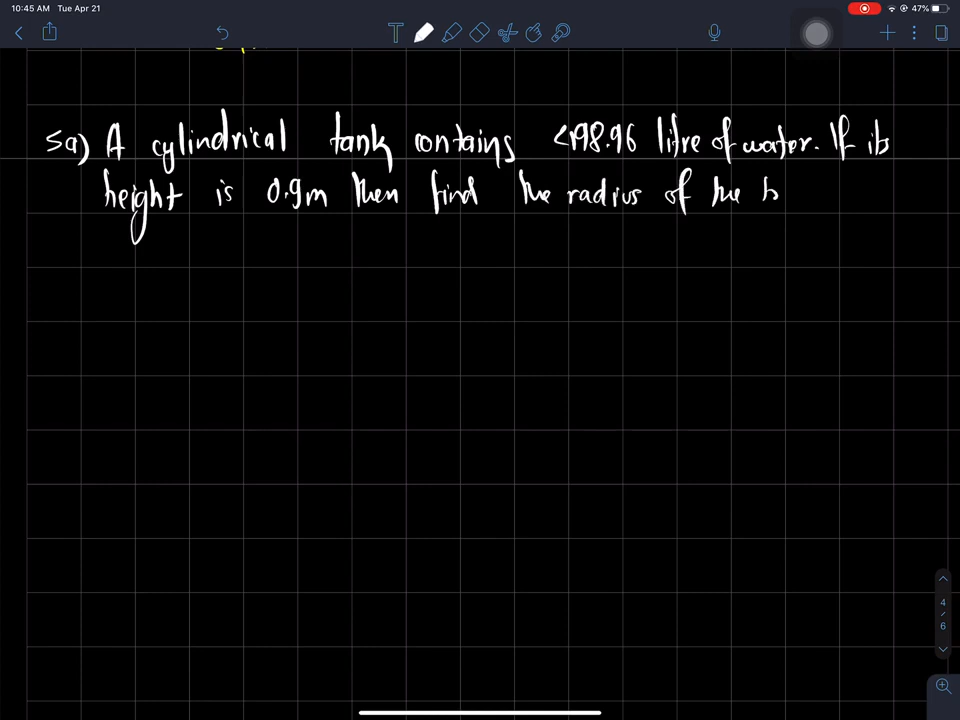 10:45 AM Tue Apr 21
47%
T
5a) A cylindrical tank contains 198.96 litre of water. If its
height is 0.9m then find the radius of the b
4
6